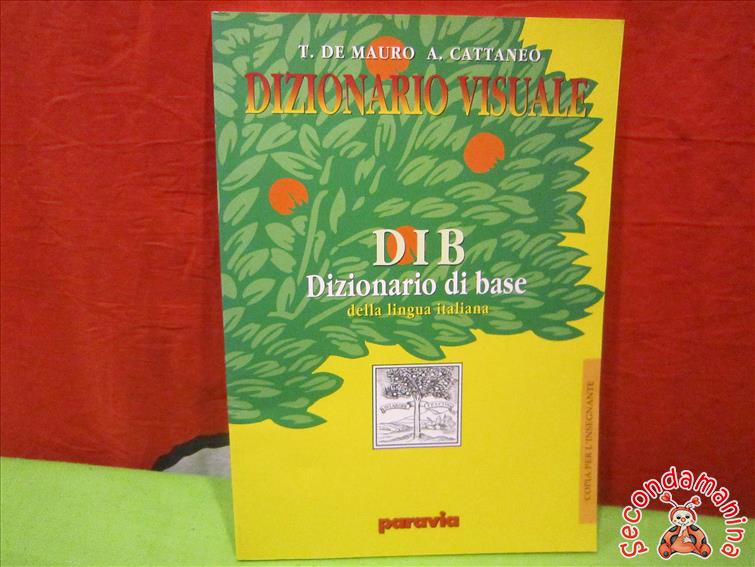 T. DE MAURO A. CATTANEO
DIZIONARIO VISUALE
DIB
Dizionario di base
della lingua italiana
paravia
COPIA PER L'INSEGNANTE
secondamanina